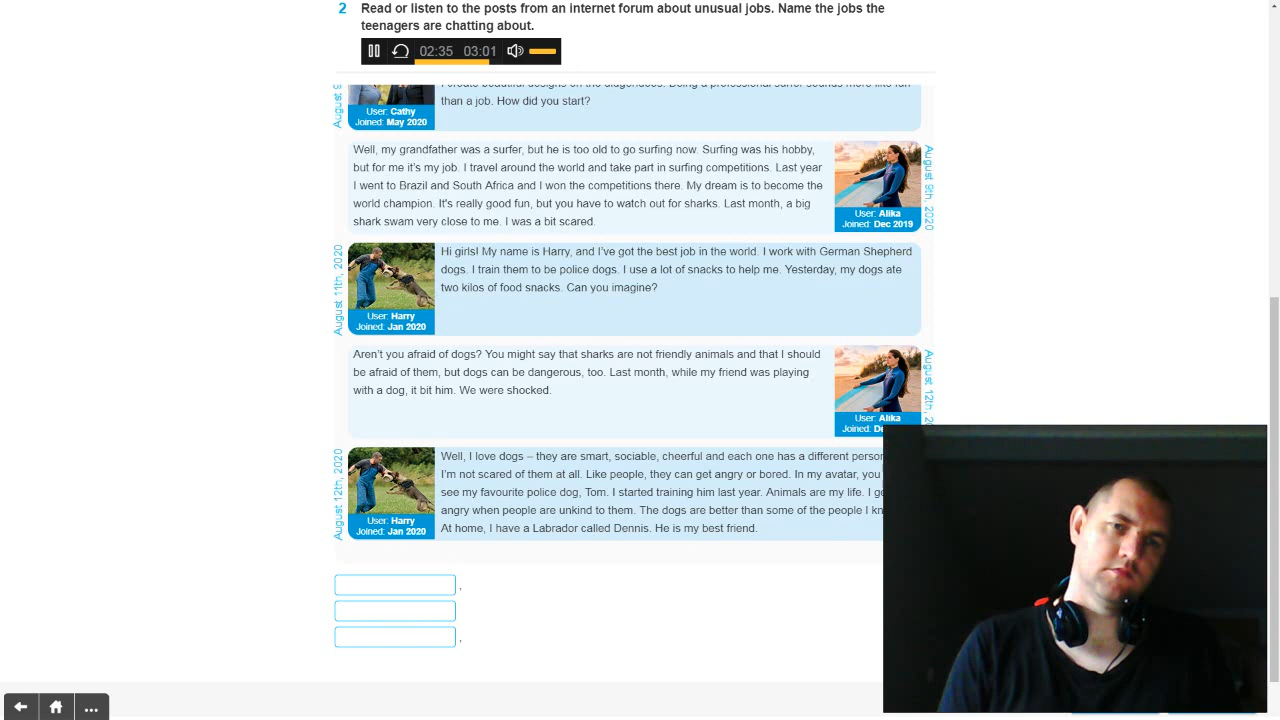 2 Read or listen to the posts from an internet forum about unusual jobs. Name the jobs the
teenagers are chatting about.
02:35 03:01
than a job. How did you start?
User: Cathy
Joined: May 2020
Well, my grandfather was a surfer, but he is too old to go surfing now. Surfing was his hobby,
but for me it's my job. I travel around the world and take part in surfing competitions. Last year
I went to Brazil and South Africa and I won the competitions there. My dream is to become the
world champion. It's really good fun, but you have to watch out for sharks. Last month, a big
shark swam very close to me. I was a bit scared.
User: Alika
Joined: Dec 2019
August 9th, 2020
August 11th, 2020
User: Harry
Joined: Jan 2020
Hi girls! My name is Harry, and I've got the best job in the world. I work with German Shepherd
dogs. I train them to be police dogs. I use a lot of snacks to help me. Yesterday, my dogs ate
two kilos of food snacks. Can you imagine?
Aren't you afraid of dogs? You might say that sharks are not friendly animals and that I should
be afraid of them, but dogs can be dangerous, too. Last month, while my friend was playing
with a dog, it bit him. We were shocked.
User: Alika
Joined:
August 12th,
August 12th, 2020
User: Harry
Joined: Jan 2020
Well, I love dogs – they are smart, sociable, cheerful and each one has a different
I'm not scared of them at all. Like people, they can get angry or bored. In my avatar, you
see my favourite police dog, Tom. I started training him last year. Animals are my life. I
angry when people are unkind to them. The dogs are better than some of the people I
At home, I have a Labrador called Dennis. He is my best friend.
,
,
...